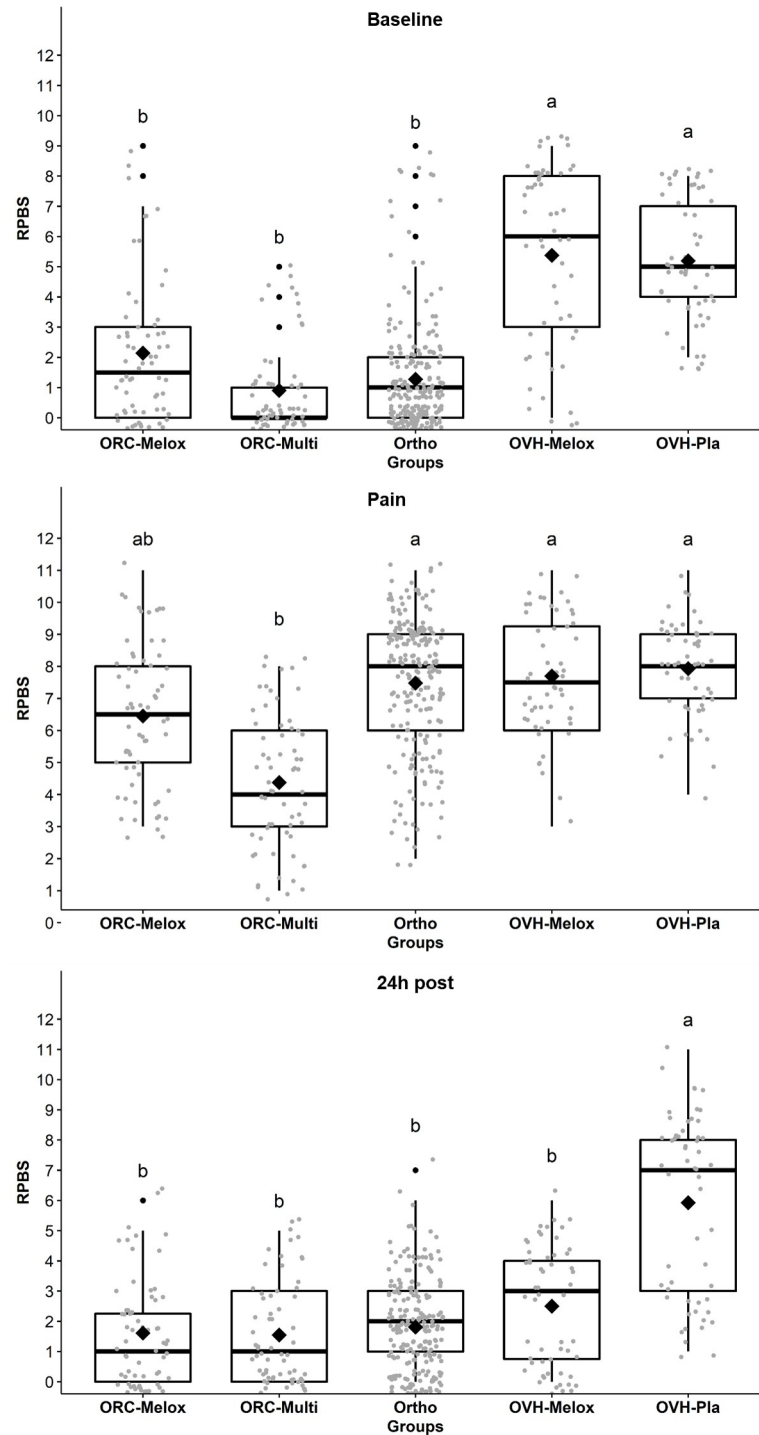 Baseline
12
11
10
9
8
7
6
5
4
3
2
1
0
RPBS
b
b
b
a
a
ORC-Melox ORC-Multi Ortho OVH-Melox OVH-Pla
Groups
Pain
12
11
10
9
8
7
6
5
4
3
2
1
0
RPBS
ab
b
a
a
a
ORC-Melox ORC-Multi Ortho OVH-Melox OVH-Pla
Groups
24h post
12
11
10
9
8
7
6
5
4
3
2
1
0
RPBS
b
b
b
b
a
ORC-Melox ORC-Multi Ortho OVH-Melox OVH-Pla
Groups